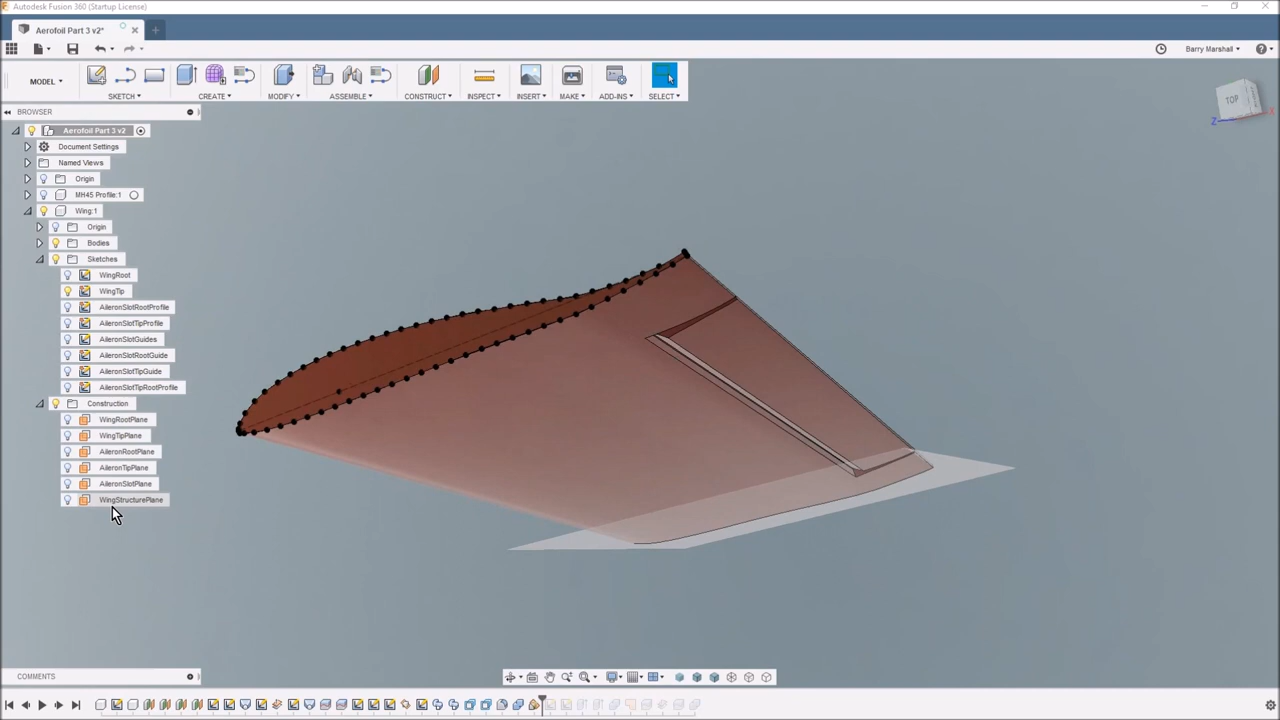 Autodesk Fusion 360 (Startup License)
Aerofoil Part 3 v2*
Barry Marshall
MODEL
SKETCH
CREATE
MODIFY
ASSEMBLE
CONSTRUCT
INSPECT
INSERT
MAKE
ADD-INS
SELECT
BROWSER
Aerofoil Part 3 v2
Document Settings
Named Views
Origin
MH45 Profile:1
Wing:1
Origin
Bodies
Sketches
WingRoot
WingTip
AileronSlotRootProfile
AileronSlotTipProfile
AileronSlotGuides
AileronSlotRootGuide
AileronSlotTipGuide
AileronSlotTipRootProfile
Construction
WingRootPlane
WingTipPlane
AileronRootPlane
AileronTipPlane
AileronSlotPlane
WingStructurePlane
TOP
Z
X
COMMENTS